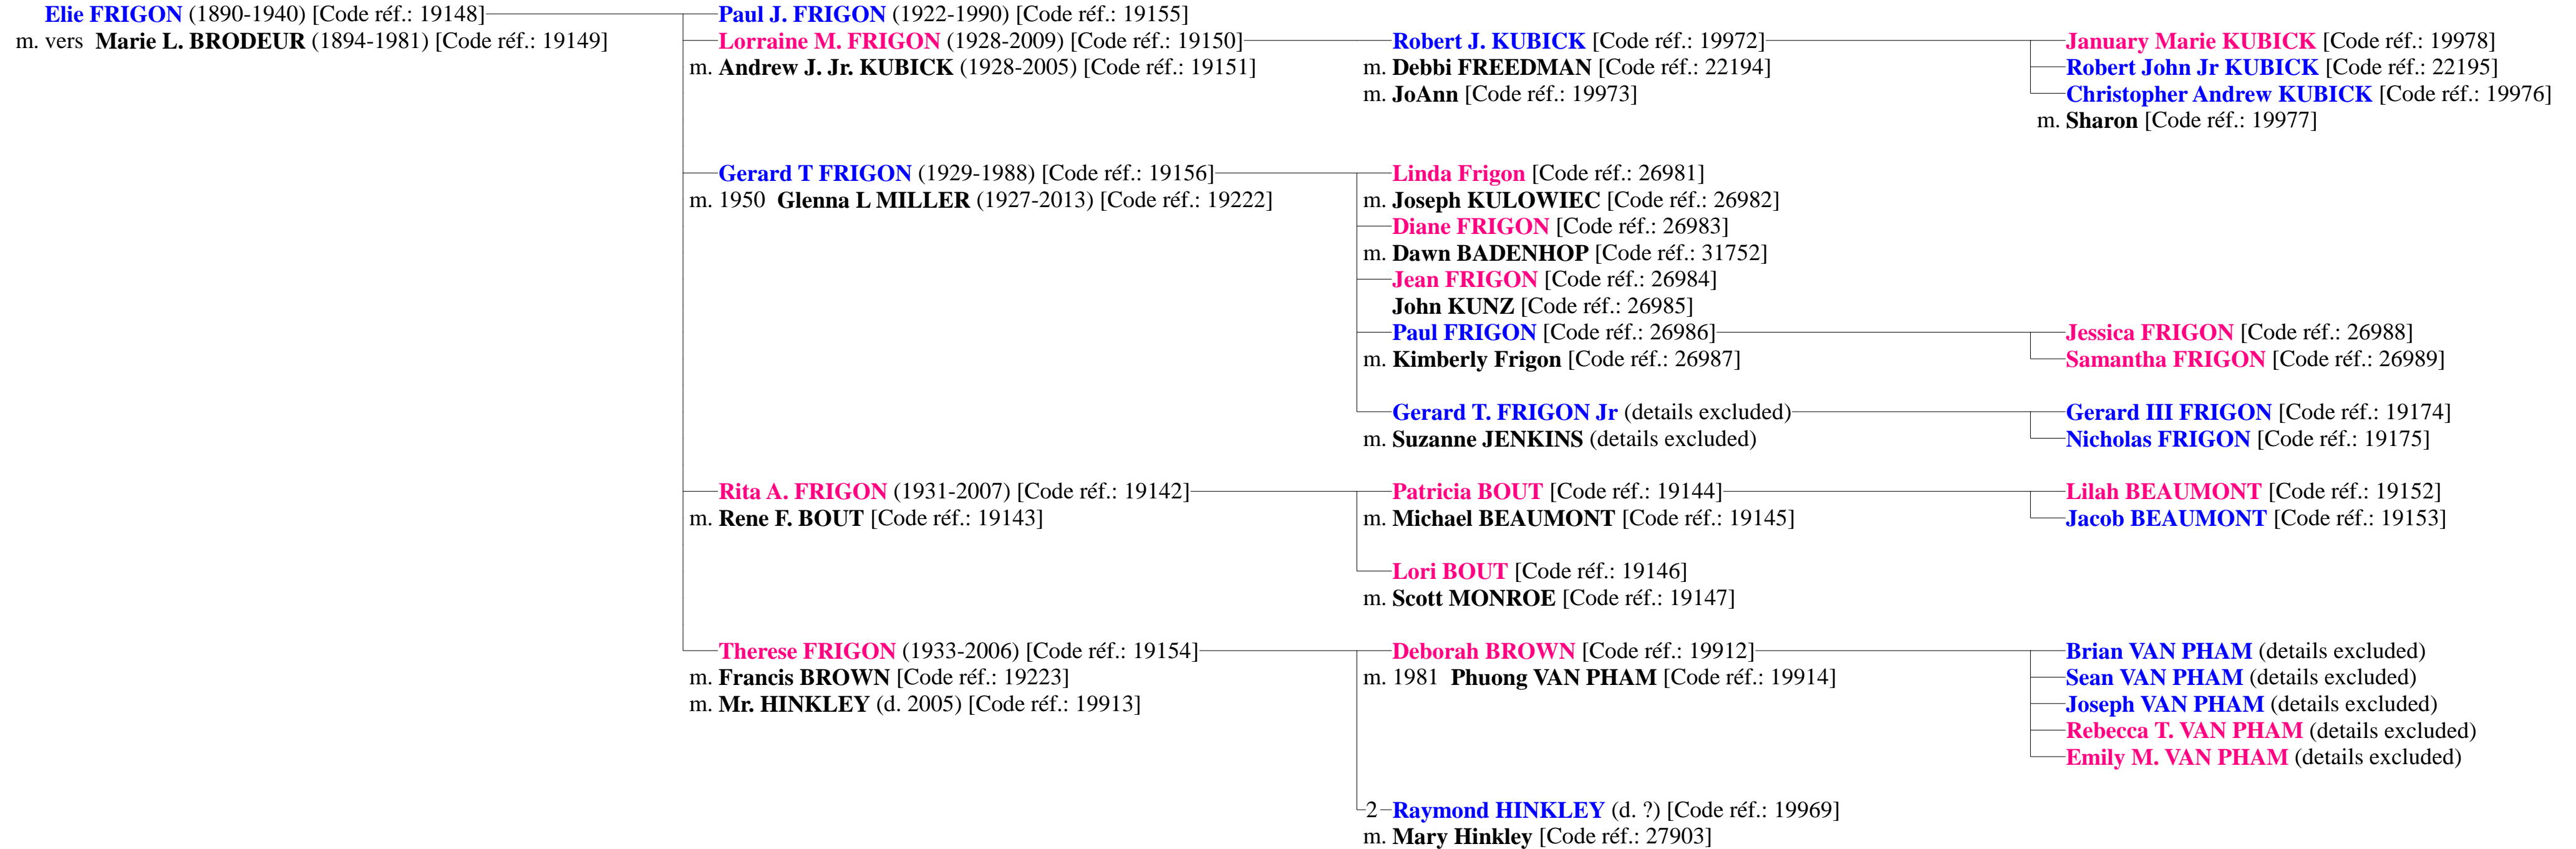 Elie FRIGON (1890-1940) [Code réf.: 19148]
m. vers Marie L. BRODEUR (1894-1981) [Code réf.: 19149]
Paul J. FRIGON (1922-1990) [Code réf.: 19155]
Lorraine M. FRIGON (1928-2009) [Code réf.: 19150]
m. Andrew J. Jr. KUBICK (1928-2005) [Code réf.: 19151]
Robert J. KUBICK [Code réf.: 19972]
m. Debbi FREEDMAN [Code réf.: 22194]
m. JoAnn [Code réf.: 19973]
January Marie KUBICK [Code réf.: 19978]
Robert John Jr KUBICK [Code réf.: 22195]
Christopher Andrew KUBICK [Code réf.: 19976]
m. Sharon [Code réf.: 19977]
Gerard T FRIGON (1929-1988) [Code réf.: 19156]
m. 1950 Glenna L MILLER (1927-2013) [Code réf.: 19222]
Linda Frigon [Code réf.: 26981]
m. Joseph KULOWIEC [Code réf.: 26982]
Diane FRIGON [Code réf.: 26983]
m. Dawn BADENHOP [Code réf.: 31752]
Jean FRIGON [Code réf.: 26984]
John KUNZ [Code réf.: 26985]
Paul FRIGON [Code réf.: 26986]
m. Kimberly Frigon [Code réf.: 26987]
Jessica FRIGON [Code réf.: 26988]
Samantha FRIGON [Code réf.: 26989]
Gerard T. FRIGON Jr (details excluded)
m. Suzanne JENKINS (details excluded)
Gerard III FRIGON [Code réf.: 19174]
Nicholas FRIGON [Code réf.: 19175]
Rita A. FRIGON (1931-2007) [Code réf.: 19142]
m. Rene F. BOUT [Code réf.: 19143]
Patricia BOUT [Code réf.: 19144]
m. Michael BEAUMONT [Code réf.: 19145]
Lilah BEAUMONT [Code réf.: 19152]
Jacob BEAUMONT [Code réf.: 19153]
Lori BOUT [Code réf.: 19146]
m. Scott MONROE [Code réf.: 19147]
Therese FRIGON (1933-2006) [Code réf.: 19154]
m. Francis BROWN [Code réf.: 19223]
m. Mr. HINKLEY (d. 2005) [Code réf.: 19913]
Deborah BROWN [Code réf.: 19912]
m. 1981 Phuong VAN PHAM [Code réf.: 19914]
Brian VAN PHAM (details excluded)
Sean VAN PHAM (details excluded)
Joseph VAN PHAM (details excluded)
Rebecca T. VAN PHAM (details excluded)
Emily M. VAN PHAM (details excluded)
2 Raymond HINKLEY (d. ?) [Code réf.: 19969]
m. Mary Hinkley [Code réf.: 27903]